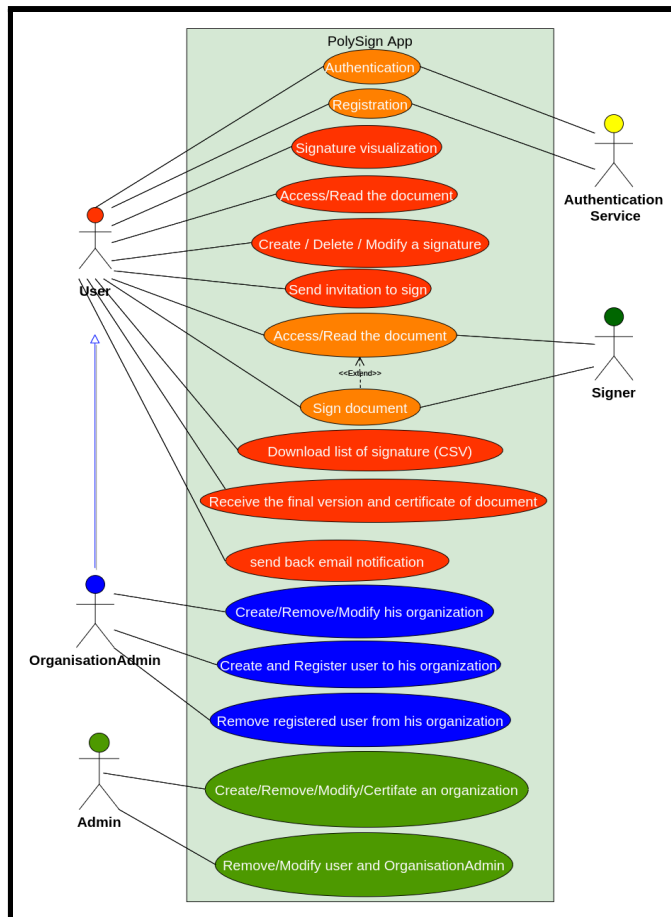 PolySign App
Authentication
Registration
Signature visualization
Authentication
Service
Access/Read the document
Create / Delete / Modify a signature
User
Send invitation to sign
Access/Read the document
<<Extend>>
Signer
Sign document
Download list of signature (CSV)
Receive the final version and certificate of document
send back email notification
Create/Remove/Modify his organization
OrganisationAdmin
Create and Register user to his organization
Remove registered user from his organization
Create/Remove/Modify/Certifate an organization
Admin
Remove/Modify user and OrganisationAdmin